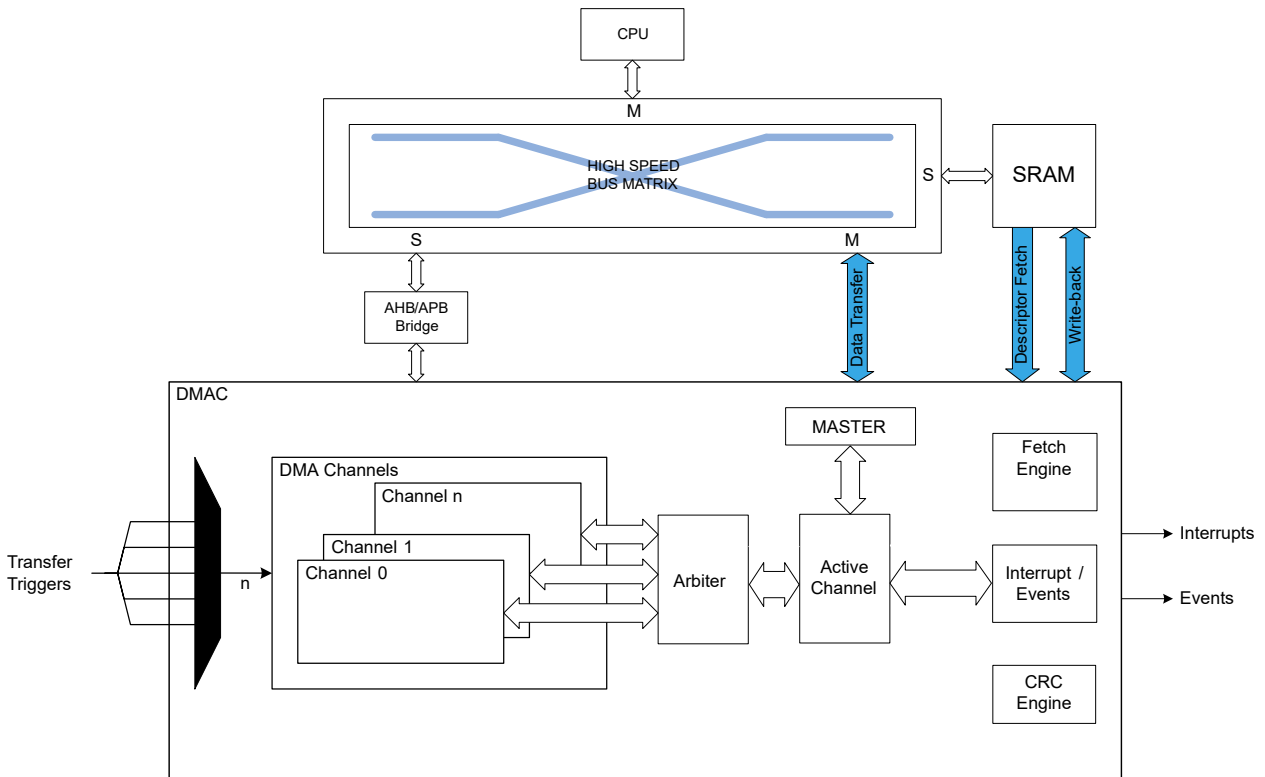 CPU
M
HIGH SPEED
BUS MATRIX
S
SRAM
S
M
AHB/APB
Bridge
Data Transfer
Descriptor Fetch
Write-back
DMAC
MASTER
Fetch
Engine
DMA Channels
Channel n
Channel 1
Channel 0
Transfer
Triggers
n
Arbiter
Active
Channel
Interrupt /
Events
Interrupts
Events
CRC
Engine